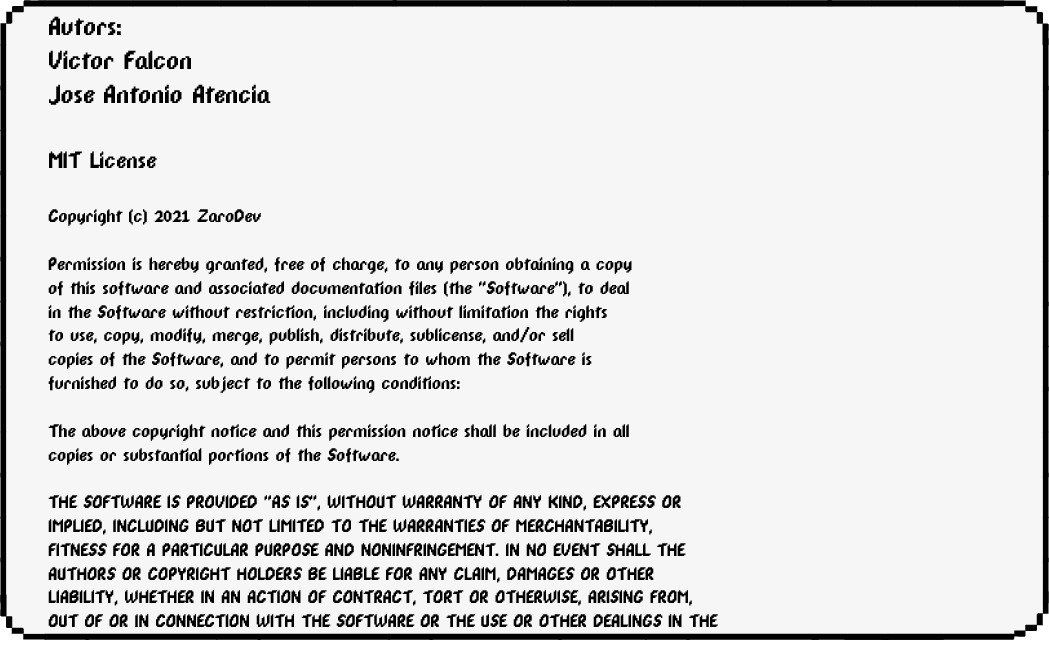 Autors:
Victor Falcon
Jose Antonio Atencia
MIT License
Copyright (c) 2021 ZaroDev
Permission is hereby granted, free of charge, to any person obtaining a copy
of this software and associated documentation files (the "Software"), to deal
in the Software without restriction, including without limitation the rights
to use, copy, modify, merge, publish, distribute, sublicense, and/or sell
copies of the Software, and to permit persons to whom the Software is
furnished to do so, subject to the following conditions:
The above copyright notice and this permission notice shall be included in all
copies or substantial portions of the Software.
THE SOFTWARE IS PROVIDED "AS IS", WITHOUT WARRANTY OF ANY KIND, EXPRESS OR
IMPLIED, INCLUDING BUT NOT LIMITED TO THE WARRANTIES OF MERCHANTABILITY,
FITNESS FOR A PARTICULAR PURPOSE AND NONINFRINGEMENT. IN NO EVENT SHALL THE
AUTHORS OR COPYRIGHT HOLDERS BE LIABLE FOR ANY CLAIM, DAMAGES OR OTHER
LIABILITY, WHETHER IN AN ACTION OF CONTRACT, TORT OR OTHERWISE, ARISING FROM,
OUT OF OR IN CONNECTION WITH THE SOFTWARE OR THE USE OR OTHER DEALINGS IN THE